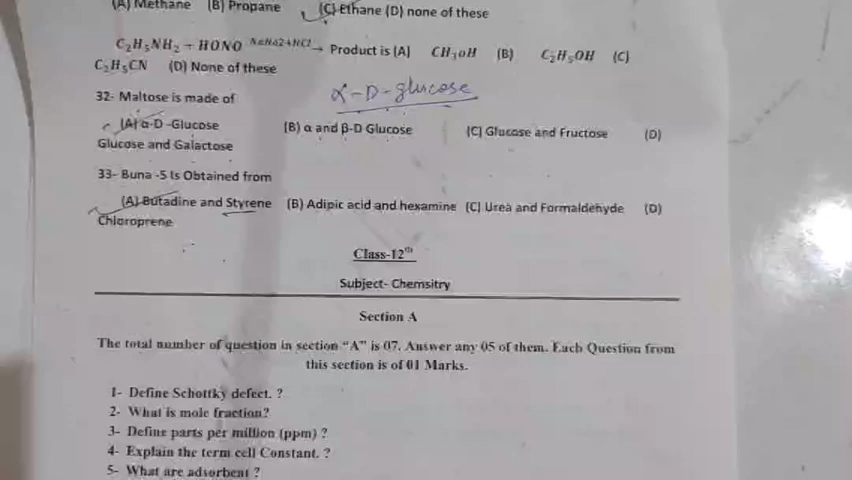 (A) Methane (B) Propane (C) Ethane (D) none of these
C₂H₅NH₂ + HONO NaNo2+HCl→ Product is (A) CH₃OH (B) C₂H₅OH (C)
C₂H₅CN (D) None of these
α-D-glucose
32- Maltose is made of
(A) α-D -Glucose (B) α and β-D Glucose (C) Glucose and Fructose (D)
Glucose and Galactose
33- Buna -5 Is Obtained from
(A) Butadine and Styrene (B) Adipic acid and hexamine (C) Urea and Formaldehyde (D)
Chloroprene
Class-12th
Subject- Chemsitry
Section A
The total number of question in section "A" is 07. Answer any 05 of them. Each Question from
this section is of 01 Marks.
1- Define Schottky defect. ?
2- What is mole fraction?
3- Define parts per million (ppm) ?
4- Explain the term cell Constant. ?
5- What are adsorbent ?